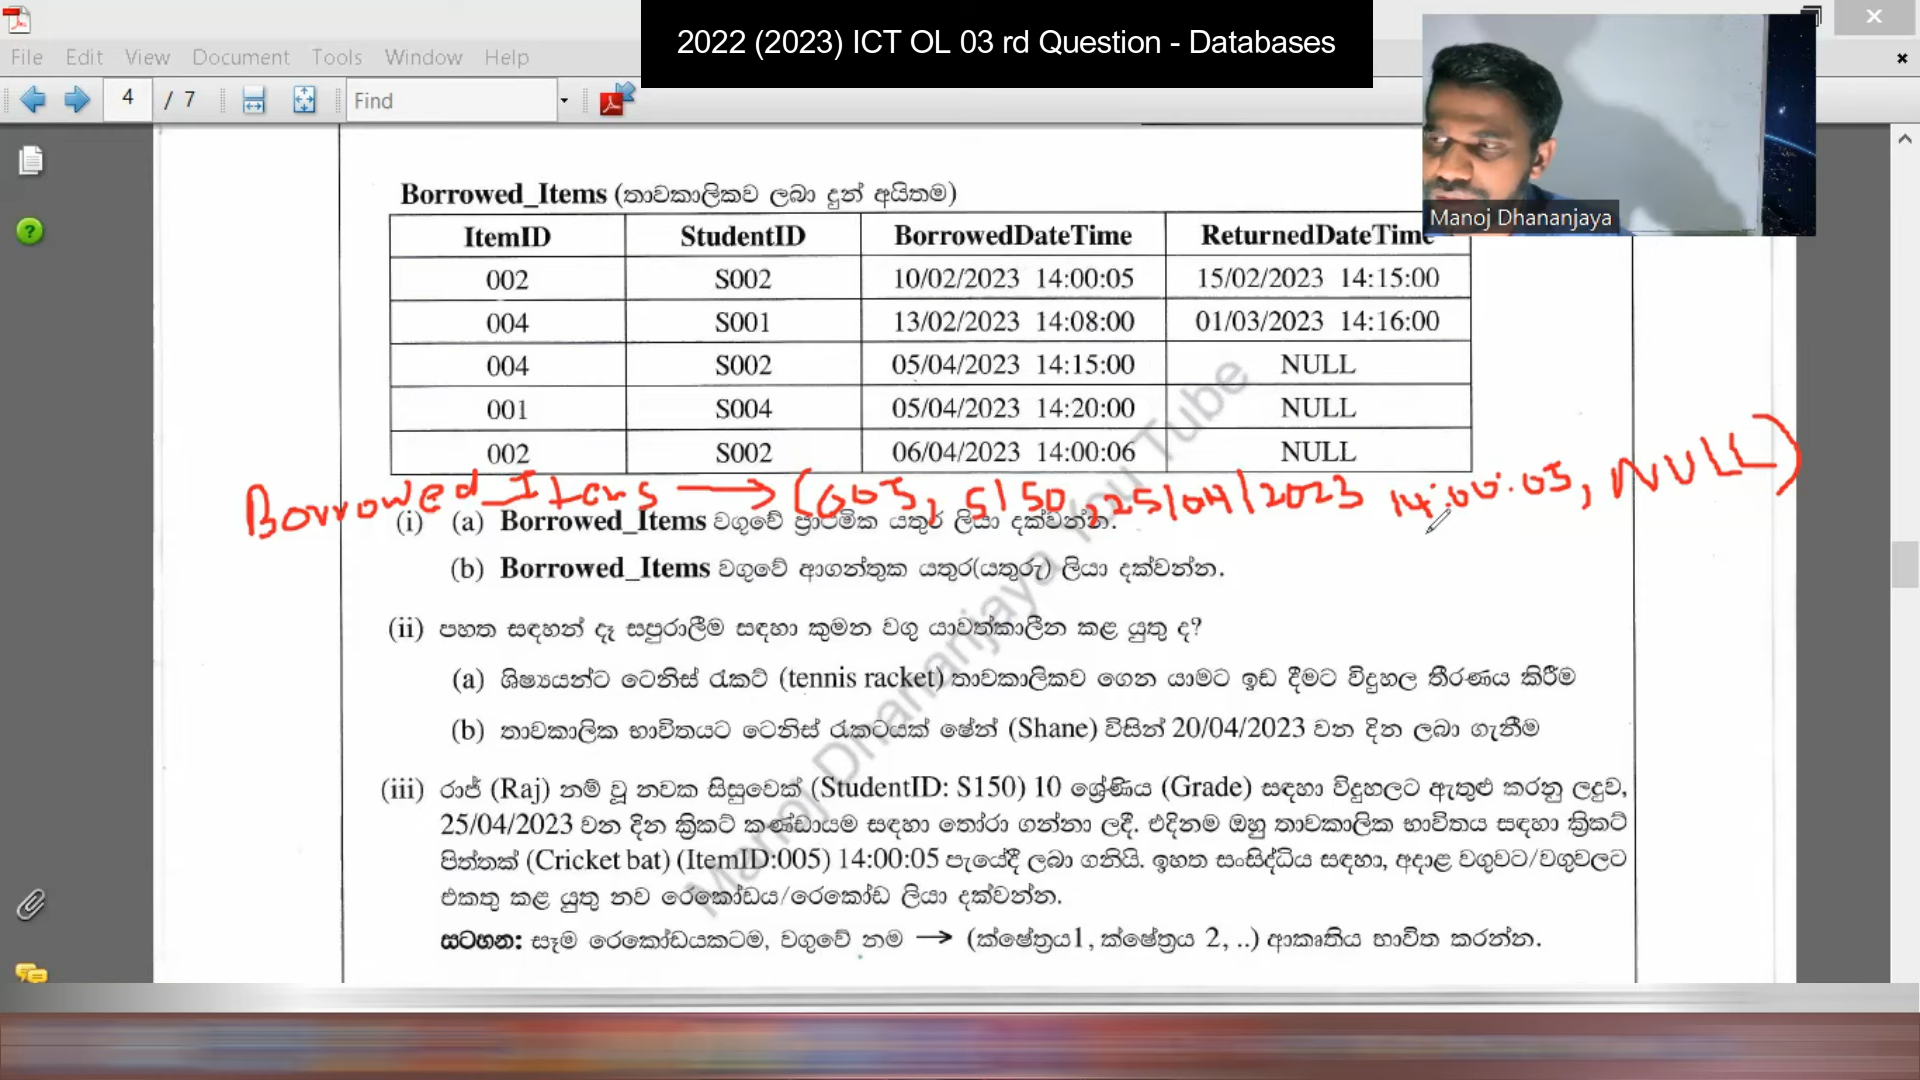 2022 (2023) ICT OL 03 rd Question - Databases
File Edit View Document Tools Window Help
4 / 7 Find
Manoj Dhananjaya
Borrowed_Items (තාවකාලිකව ලබා දුන් අයිතම)
ItemID StudentID BorrowedDateTime ReturnedDateTime
002 S002 10/02/2023 14:00:05 15/02/2023 14:15:00
004 S001 13/02/2023 14:08:00 01/03/2023 14:16:00
004 S002 05/04/2023 14:15:00 NULL
001 S004 05/04/2023 14:20:00 NULL
002 S002 06/04/2023 14:00:06 NULL
Borrowed_Items → (005, S150, 25/04/2023 14:00:05, NULL)
(i) (a) Borrowed_Items වගුවේ ප්‍රාථමික යතුර ලියා දක්වන්න.
(b) Borrowed_Items වගුවේ ආගන්තුක යතුර(යතුරු) ලියා දක්වන්න.
(ii) පහත සඳහන් දෑ සපුරාලීම සඳහා කුමන වගු යාවත්කාලීන කළ යුතු ද?
(a) ශිෂ්‍යයන්ට ටෙනිස් රැකට් (tennis racket) තාවකාලිකව ගෙන යාමට ඉඩ දීමට විදුහල තීරණය කිරීම
(b) තාවකාලික භාවිතයට ටෙනිස් රැකටයක් ෂේන් (Shane) විසින් 20/04/2023 වන දින ලබා ගැනීම
(iii) රාජ් (Raj) නම් වූ නවක සිසුවෙක් (StudentID: S150) 10 ශ්‍රේණිය (Grade) සඳහා විදුහලට ඇතුළු කරනු ලදුව,
25/04/2023 වන දින ක්‍රිකට් කණ්ඩායම සඳහා තෝරා ගන්නා ලදී. එදිනම ඔහු තාවකාලික භාවිතය සඳහා ක්‍රිකට්
පිත්තක් (Cricket bat) (ItemID:005) 14:00:05 පැයේදී ලබා ගනියි. ඉහත සංසිද්ධිය සඳහා, අදාළ වගුවට/වගුවලට
එකතු කළ යුතු නව රෙකෝඩය/රෙකෝඩ ලියා දක්වන්න.
සටහන: සෑම රෙකෝඩයකටම, වගුවේ නම → (ක්ෂේත්‍රය1, ක්ෂේත්‍රය 2, ..) ආකෘතිය භාවිත කරන්න.
Manoj Dhananjaya You Tube